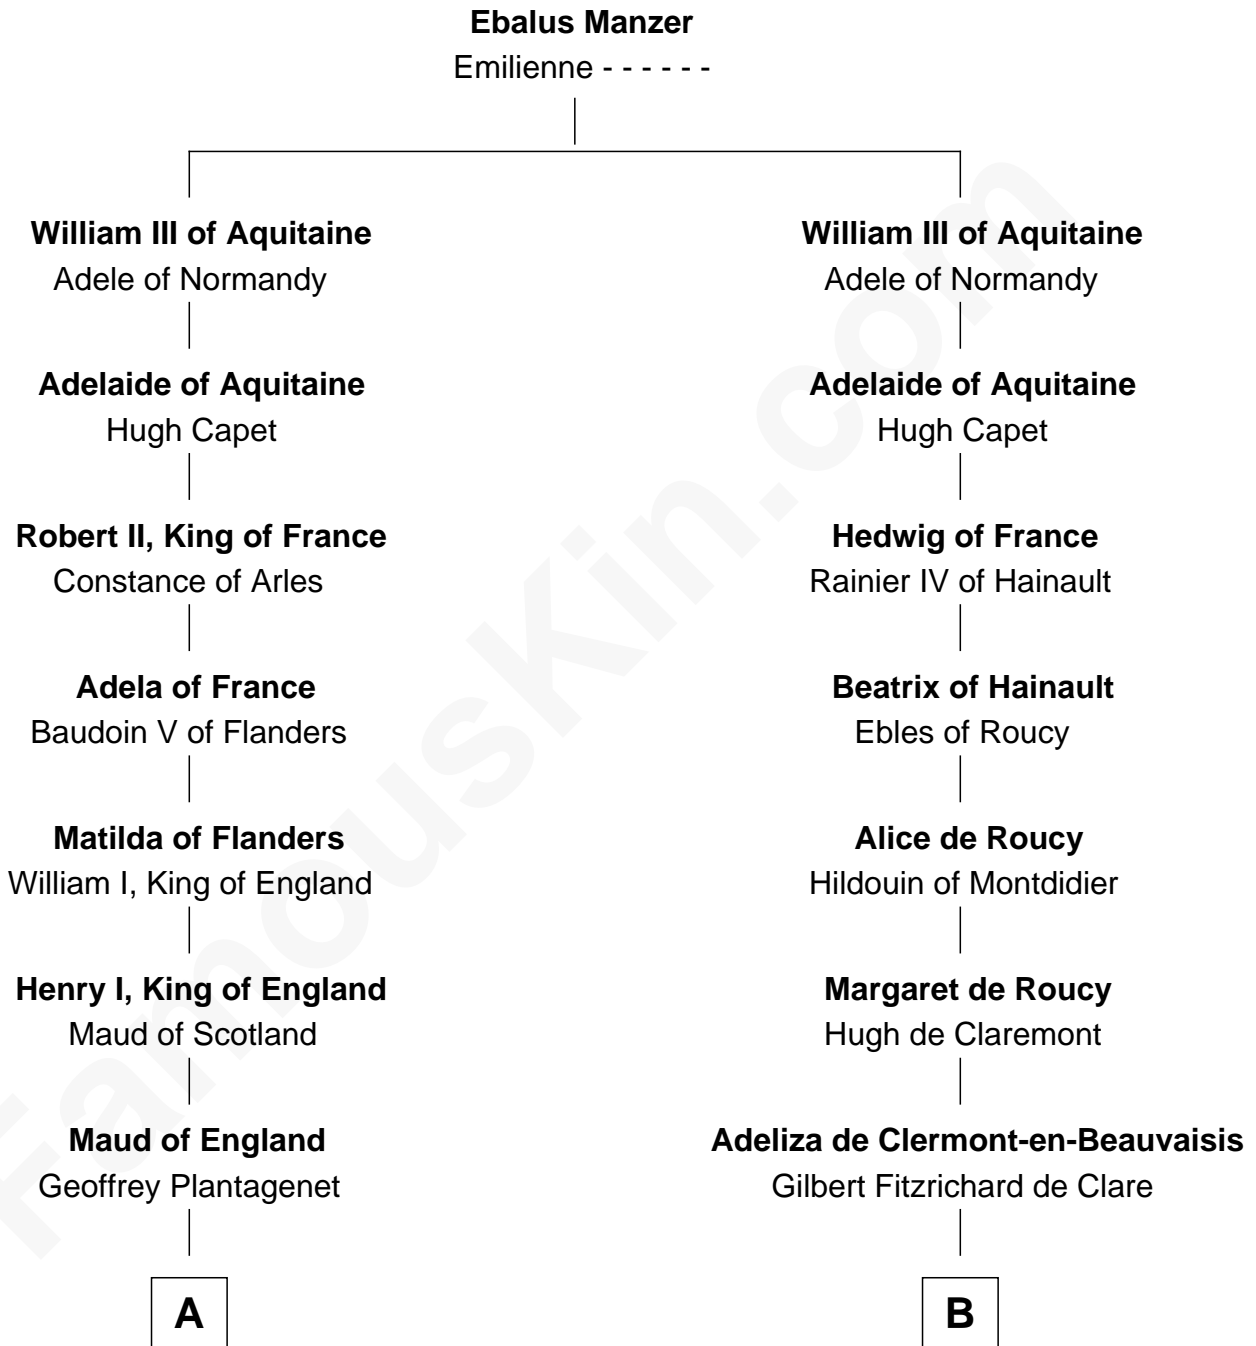 Ebalus Manzer
Emilienne - - - - - -
William III of Aquitaine
Adele of Normandy
Adelaide of Aquitaine
Hugh Capet
Robert II, King of France
Constance of Arles
Adela of France
Baudoin V of Flanders
Matilda of Flanders
William I, King of England
Henry I, King of England
Maud of Scotland
Maud of England
Geoffrey Plantagenet
A
William III of Aquitaine
Adele of Normandy
Adelaide of Aquitaine
Hugh Capet
Hedwig of France
Rainier IV of Hainault
Beatrix of Hainault
Ebles of Roucy
Alice de Roucy
Hildouin of Montdidier
Margaret de Roucy
Hugh de Claremont
Adeliza de Clermont-en-Beauvaisis
Gilbert Fitzrichard de Clare
B
FamousKin.com